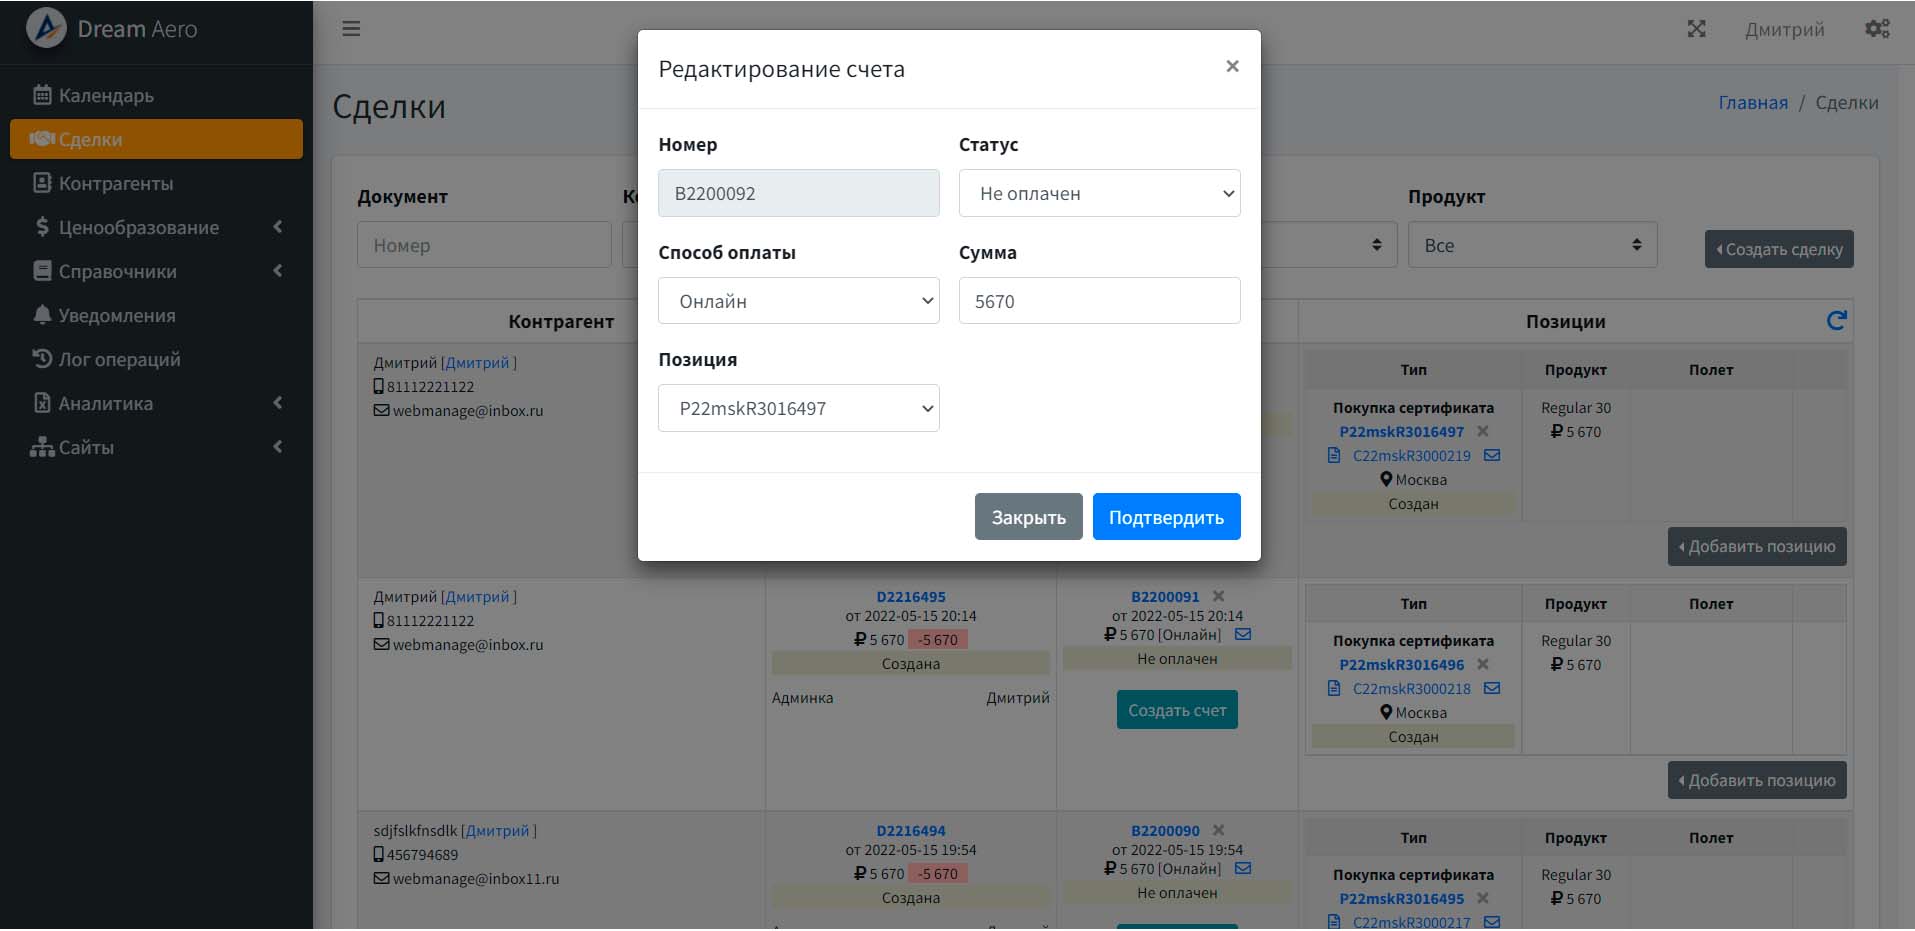 Dream Aero
Календарь
Сделки
Контрагенты
Ценообразование
Справочники
Уведомления
Лог операций
Аналитика
Сайты
Дмитрий
Сделки
Главная / Сделки
Редактирование счета
×
Номер
Статус
B2200092
Не оплачен
Способ оплаты
Сумма
Онлайн
5670
Позиция
P22mskR3016497
Закрыть
Подтвердить
Документ
Продукт
Номер
Все
Создать сделку
Контрагент
Позиции
Дмитрий [Дмитрий ]
81112221122
webmanage@inbox.ru
Тип
Продукт
Полет
Покупка сертификата
P22mskR3016497
C22mskR3000219
Москва
Создан
Regular 30
₽ 5 670
Добавить позицию
Дмитрий [Дмитрий ]
81112221122
webmanage@inbox.ru
D2216495
от 2022-05-15 20:14
₽ 5 670 -5 670
Создана
Админка
Дмитрий
B2200091
от 2022-05-15 20:14
₽ 5 670 [Онлайн]
Не оплачен
Создать счет
Тип
Продукт
Полет
Покупка сертификата
P22mskR3016496
C22mskR3000218
Москва
Создан
Regular 30
₽ 5 670
Добавить позицию
sdjfslkfnsdlk [Дмитрий ]
456794689
webmanage@inbox11.ru
D2216494
от 2022-05-15 19:54
₽ 5 670 -5 670
Создана
B2200090
от 2022-05-15 19:54
₽ 5 670 [Онлайн]
Не оплачен
Тип
Продукт
Полет
Покупка сертификата
P22mskR3016495
C22mskR3000217
Regular 30
₽ 5 670